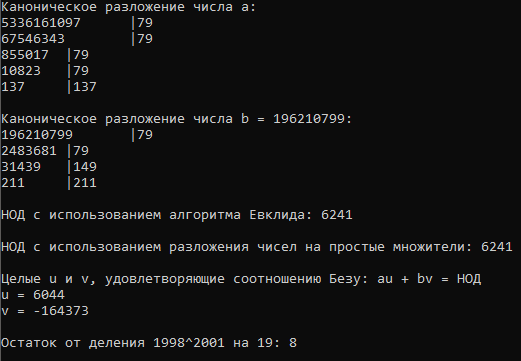 Каноническое разложение числа a:
5336161097 |79
67546343 |79
855017 |79
10823 |79
137 |137
Каноническое разложение числа b = 196210799:
196210799 |79
2483681 |79
31439 |149
211 |211
НОД с использованием алгоритма Евклида: 6241
НОД с использованием разложения чисел на простые множители: 6241
Целые u и v, удовлетворяющие соотношению Безу: au + bv = НОД
u = 6044
v = -164373
Остаток от деления 1998^2001 на 19: 8